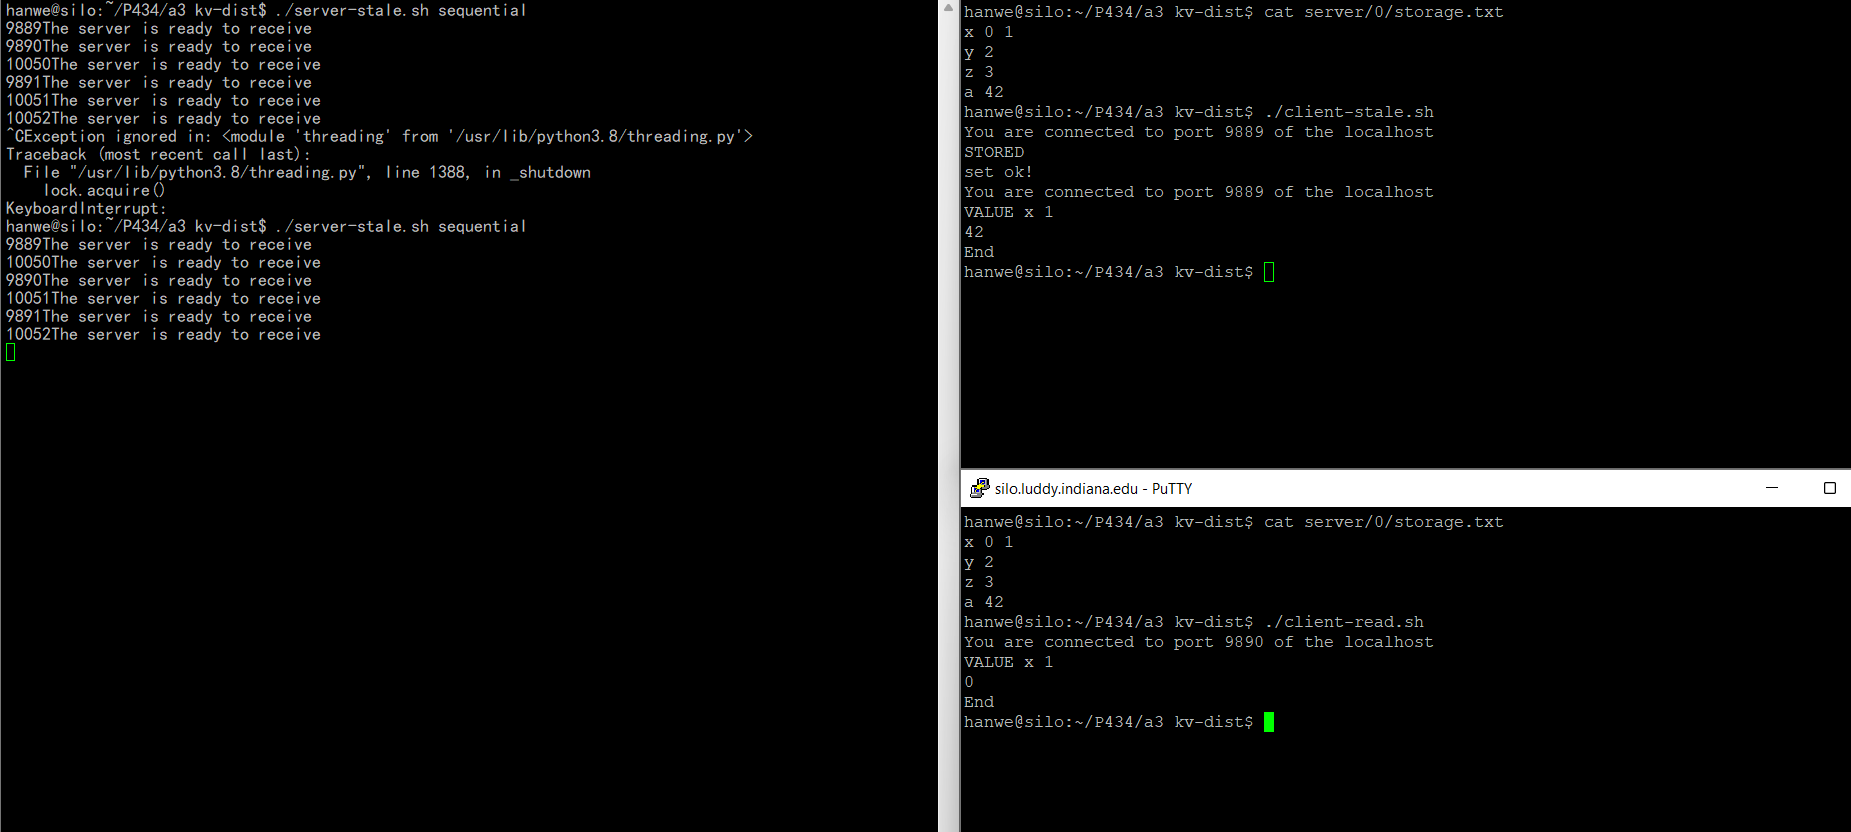 hanwe@silo:~/P434/a3 kv-dist$ ./server-stale.sh sequential
9889The server is ready to receive
9890The server is ready to receive
10050The server is ready to receive
9891The server is ready to receive
10051The server is ready to receive
10052The server is ready to receive
^CException ignored in: <module 'threading' from '/usr/lib/python3.8/threading.py'>
Traceback (most recent call last):
  File "/usr/lib/python3.8/threading.py", line 1388, in _shutdown
    lock.acquire()
KeyboardInterrupt:
hanwe@silo:~/P434/a3 kv-dist$ ./server-stale.sh sequential
9889The server is ready to receive
10050The server is ready to receive
9890The server is ready to receive
10051The server is ready to receive
9891The server is ready to receive
10052The server is ready to receive
hanwe@silo:~/P434/a3 kv-dist$ cat server/0/storage.txt
x 0 1
y 2
z 3
a 42
hanwe@silo:~/P434/a3 kv-dist$ ./client-stale.sh
You are connected to port 9889 of the localhost
STORED
set ok!
You are connected to port 9889 of the localhost
VALUE x 1
42
End
hanwe@silo:~/P434/a3 kv-dist$
silo.luddy.indiana.edu - PuTTY
hanwe@silo:~/P434/a3 kv-dist$ cat server/0/storage.txt
x 0 1
y 2
z 3
a 42
hanwe@silo:~/P434/a3 kv-dist$ ./client-read.sh
You are connected to port 9890 of the localhost
VALUE x 1
0
End
hanwe@silo:~/P434/a3 kv-dist$